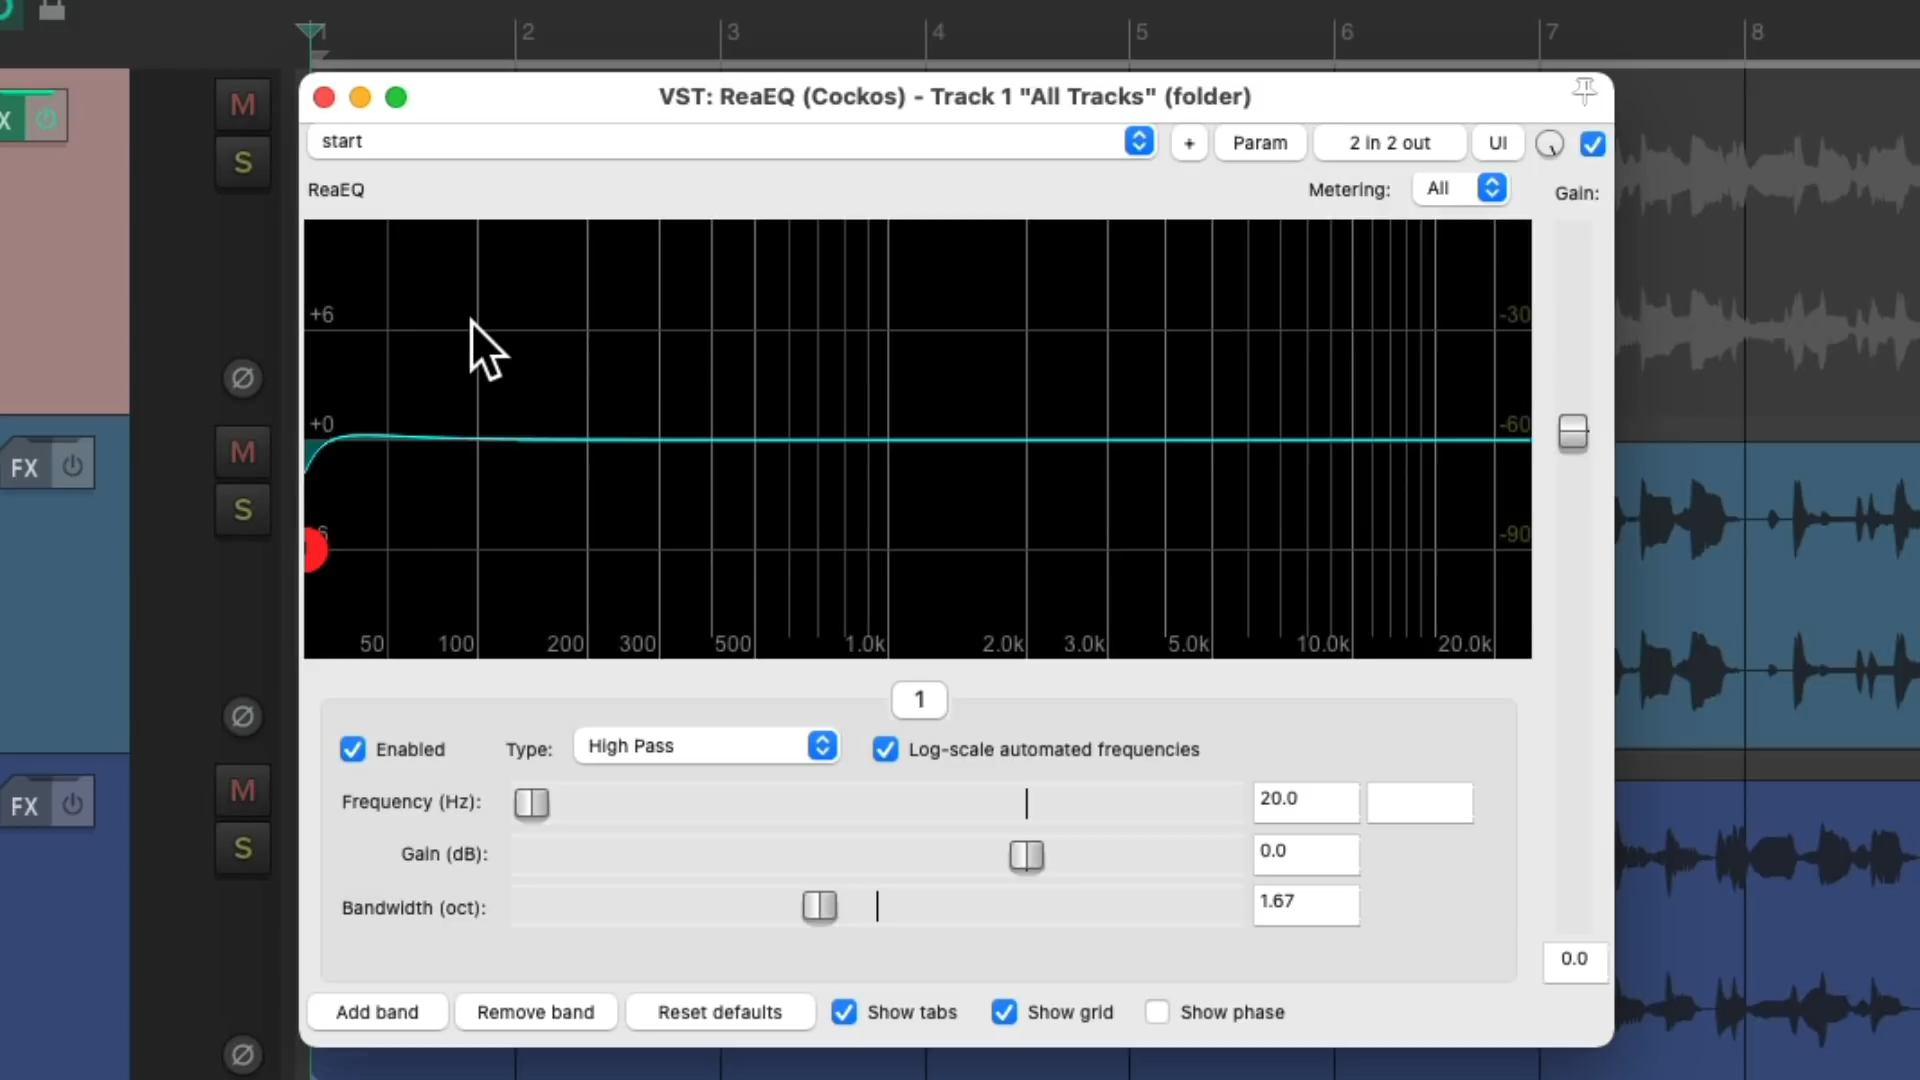 1 2 3 4 5 6 7 8
VST: ReaEQ (Cockos) - Track 1 "All Tracks" (folder)
start + Param 2 in 2 out UI
ReaEQ Metering: All Gain:
M
S
X
+6 -30
+0 -60
-90
50 100 200 300 500 1.0k 2.0k 3.0k 5.0k 10.0k 20.0k
FX M
S
1
Enabled Type: High Pass Log-scale automated frequencies
Frequency (Hz): 20.0
Gain (dB): 0.0
Bandwidth (oct): 1.67
FX M
S
0.0
Add band Remove band Reset defaults Show tabs Show grid Show phase